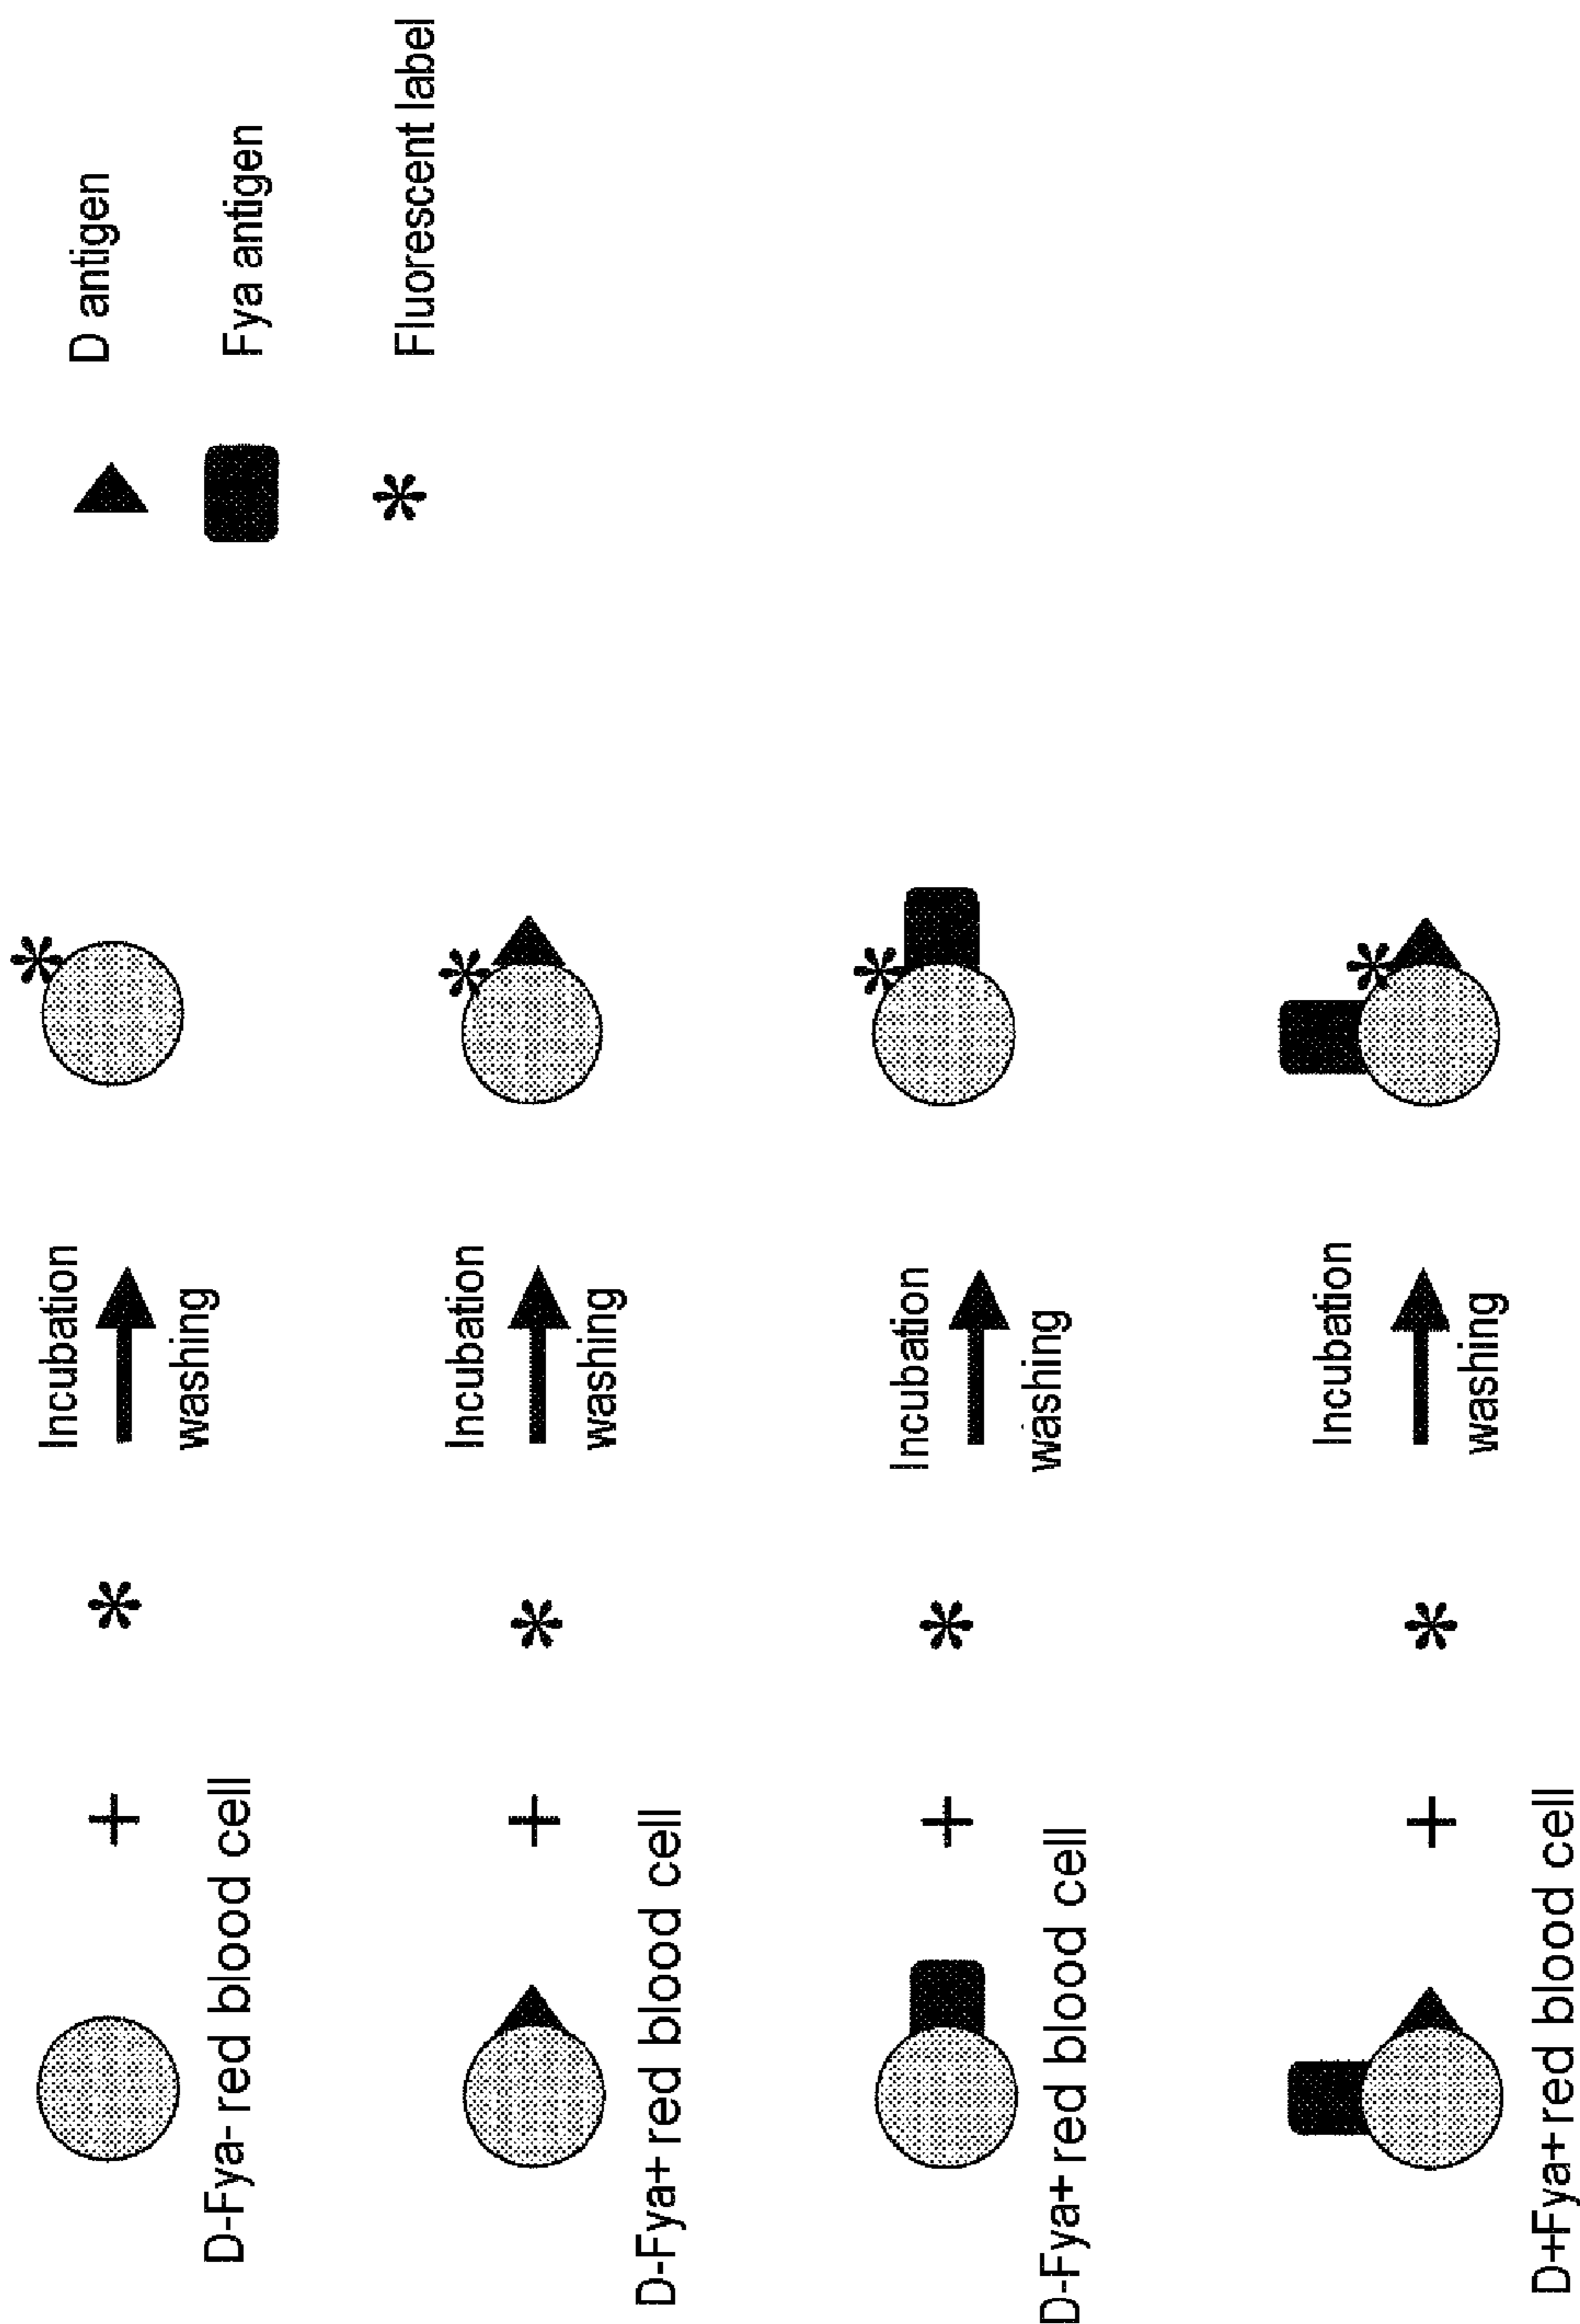 D antigen
Fya antigen
* Fluorescent label
+ *
Incubation
washing
*
D-Fya- red blood cell
+ *
Incubation
washing
*
D-Fya+ red blood cell
+ *
Incubation
washing
*
D-Fya+ red blood cell
+ *
Incubation
washing
*
D+Fya+ red blood cell